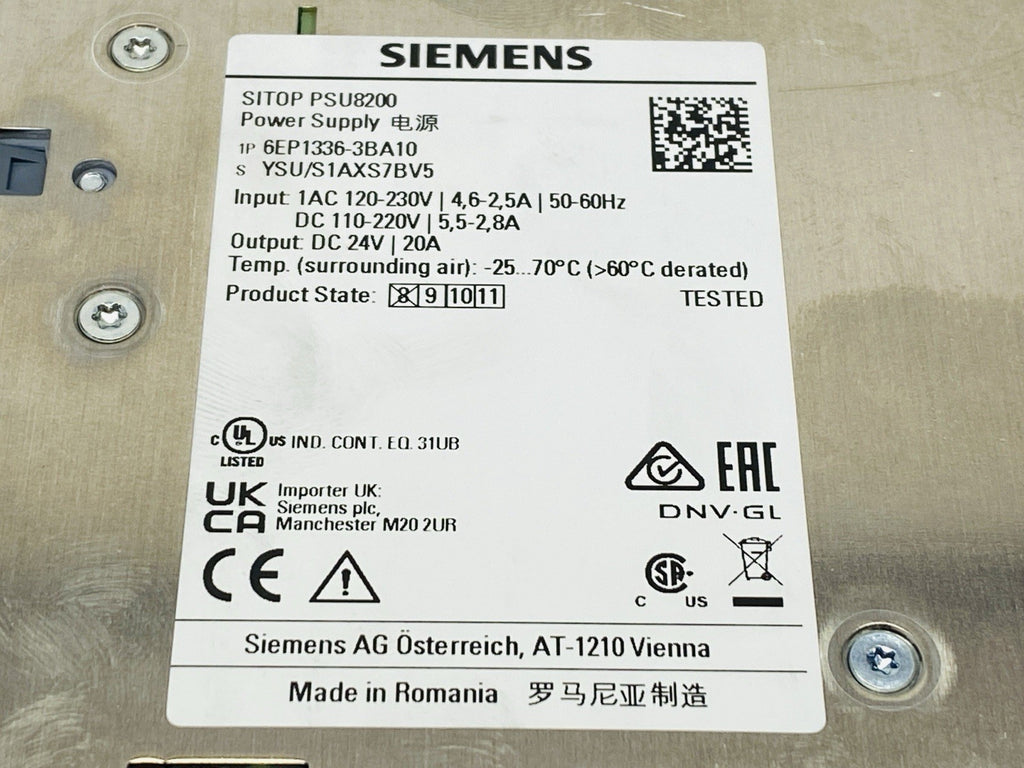 SIEMENS
SITOP PSU8200
Power Supply 电源
1P 6EP1336-3BA10
S YSU/S1AXS7BV5
Input: 1AC 120-230V | 4,6-2,5A | 50-60Hz
DC 110-220V | 5,5-2,8A
Output: DC 24V | 20A
Temp. (surrounding air): -25...70°C (>60°C derated)
Product State: 8 9 10 11 TESTED
C UL US IND. CONT. EQ. 31UB
LISTED
EAC
UK
CA
Importer UK:
Siemens plc,
Manchester M20 2UR
DNV·GL
CE
SA
C US
Siemens AG Österreich, AT-1210 Vienna
Made in Romania 罗马尼亚制造